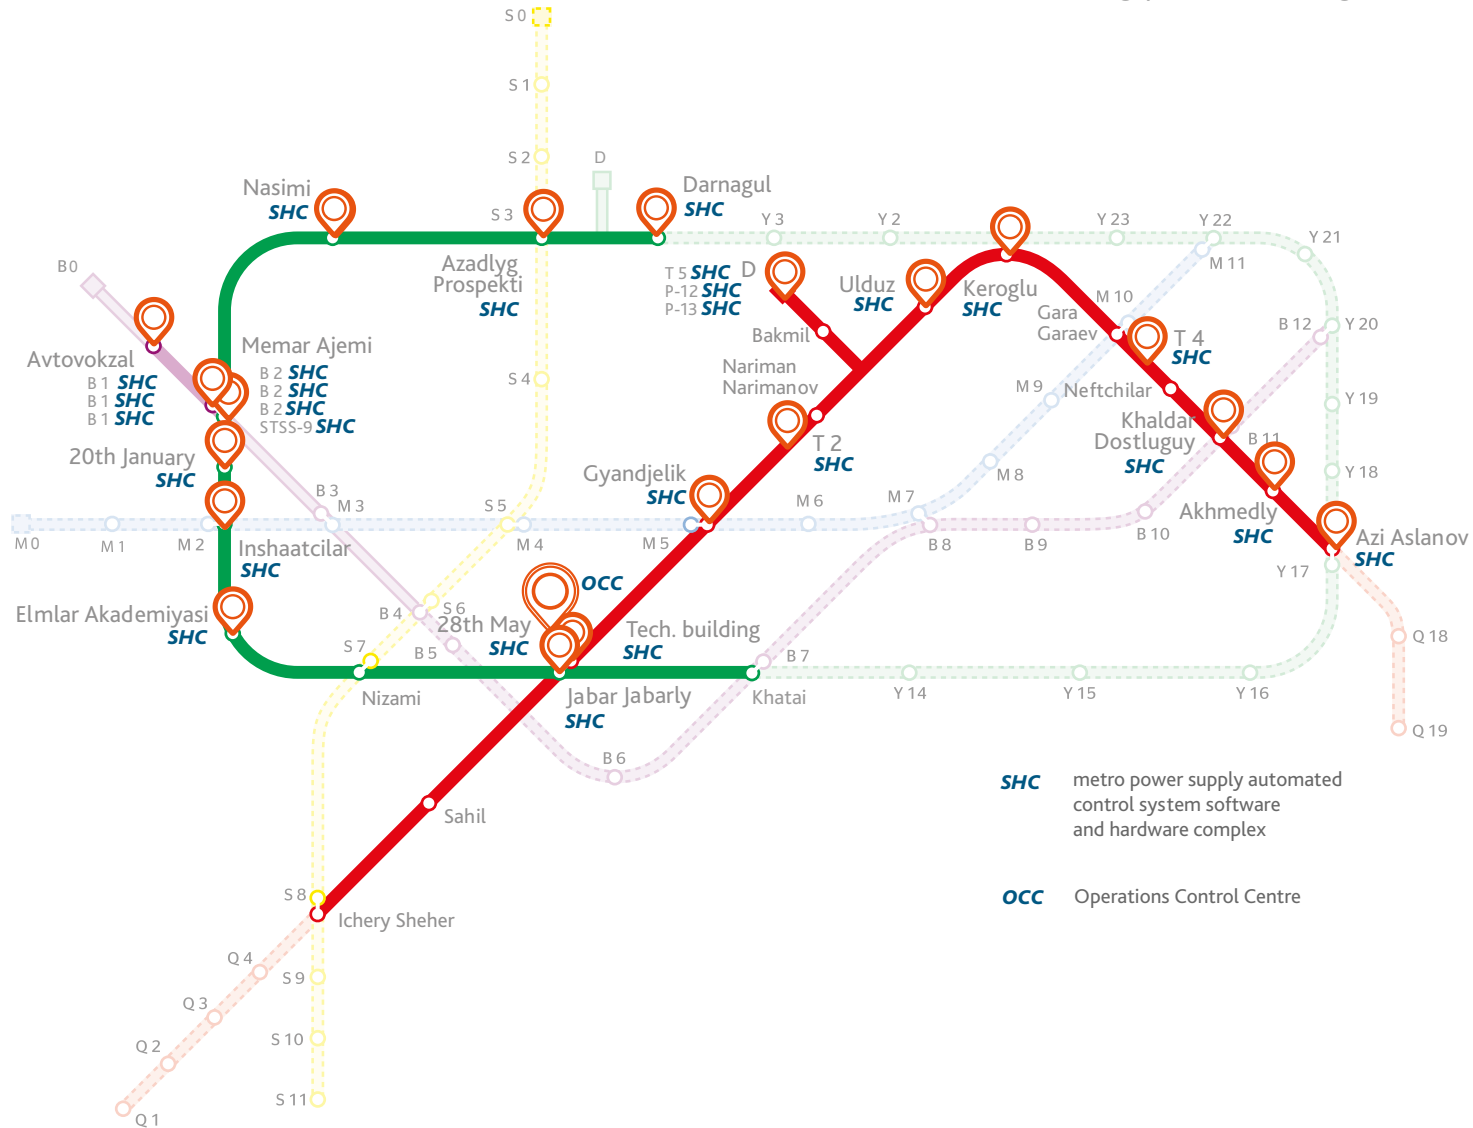 S 0
S 1
S 2
D
Nasimi
SHC
S 3
Darnagul
SHC
Y 3
Y 2
Y 23
Y 22
Y 21
M 11
B 0
Azadlyg
Prospekti
SHC
T 5 SHC
P-12 SHC
P-13 SHC
D
Ulduz
SHC
Keroglu
SHC
M 10
Gara
Garaev
B 12
Y 20
Bakmil
T 4
SHC
Avtovokzal
B 1 SHC
B 1 SHC
B 1 SHC
Memar Ajemi
B 2 SHC
B 2 SHC
B 2 SHC
STSS-9 SHC
S 4
Nariman
Narimanov
M 9
Neftchilar
Y 19
Khaldar
Dostluguy
SHC
B 11
20th January
SHC
T 2
SHC
Gyandjelik
SHC
M 8
Y 18
B 3
M 3
S 5
M 6
M 7
Akhmedly
SHC
M 0
M 1
M 2
Inshaatcilar
SHC
M 4
M 5
B 8
B 9
B 10
Azi Aslanov
SHC
Y 17
OCC
Elmlar Akademiyasi
SHC
B 4
S 6
28th May
SHC
Tech. building
SHC
S 7
B 5
B 7
Q 18
Nizami
Jabar Jabarly
SHC
Khatai
Y 14
Y 15
Y 16
Q 19
B 6
SHC
metro power supply automated
control system software
and hardware complex
Sahil
S 8
OCC
Operations Control Centre
Ichery Sheher
Q 4
S 9
Q 3
S 10
Q 2
S 11
Q 1